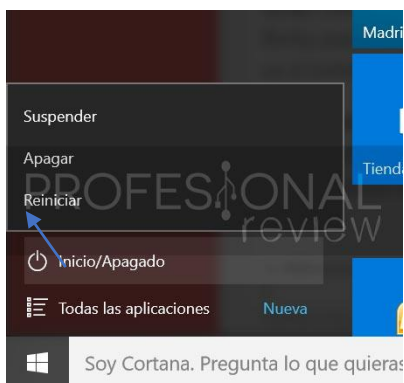 Madri
Suspender
Apagar
Tienda
PROFESIONAL
review
Reiniciar
Inicio/Apagado
Todas las aplicaciones Nueva
Soy Cortana. Pregunta lo que quieras